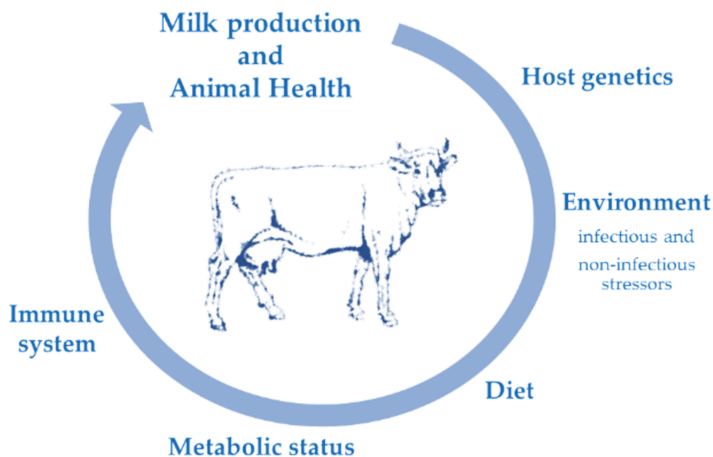 Milk production
and
Animal Health
Host genetics
Environment
infectious and
non-infectious
stressors
Diet
Metabolic status
Immune
system